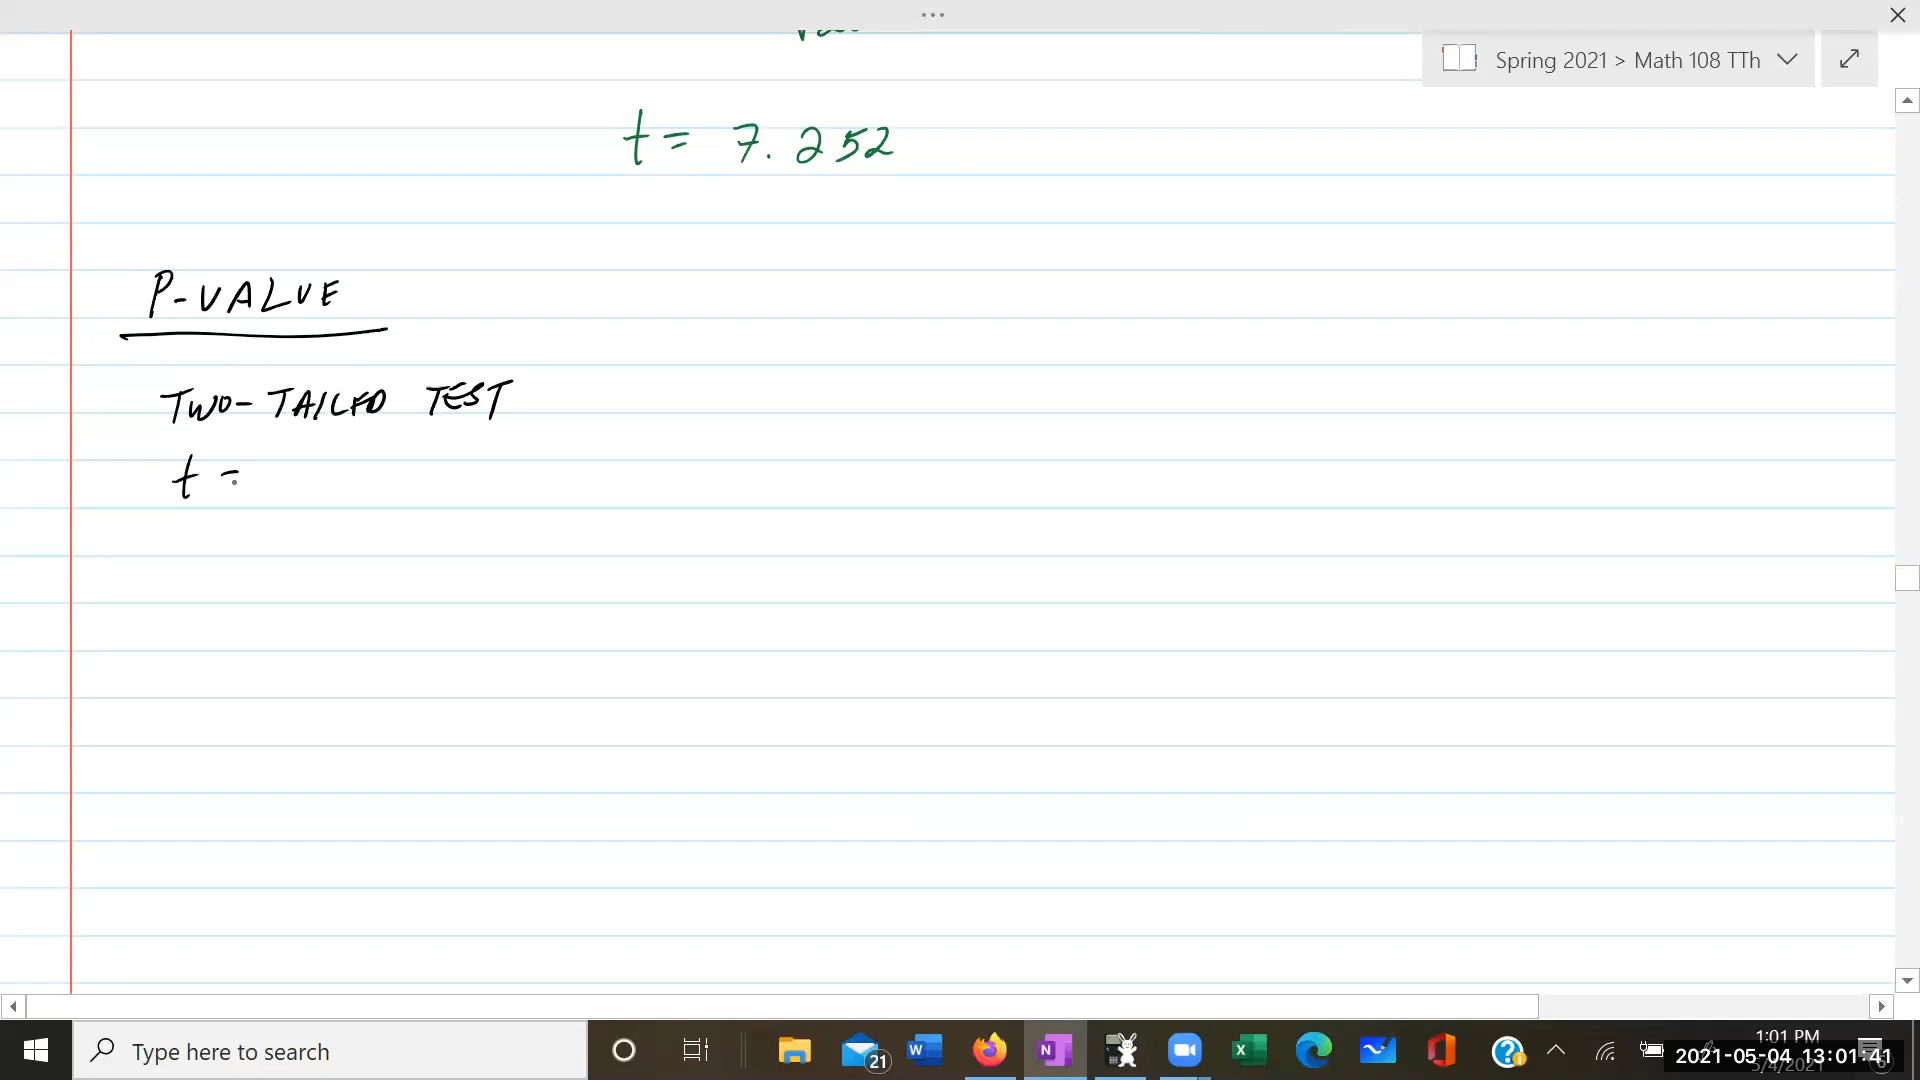 Spring 2021 > Math 108 TTh
t = 7.252
P-VALUE
TWO-TAILED TEST
t =
Type here to search
21
1:01 PM
2021-05-04 13:01:41